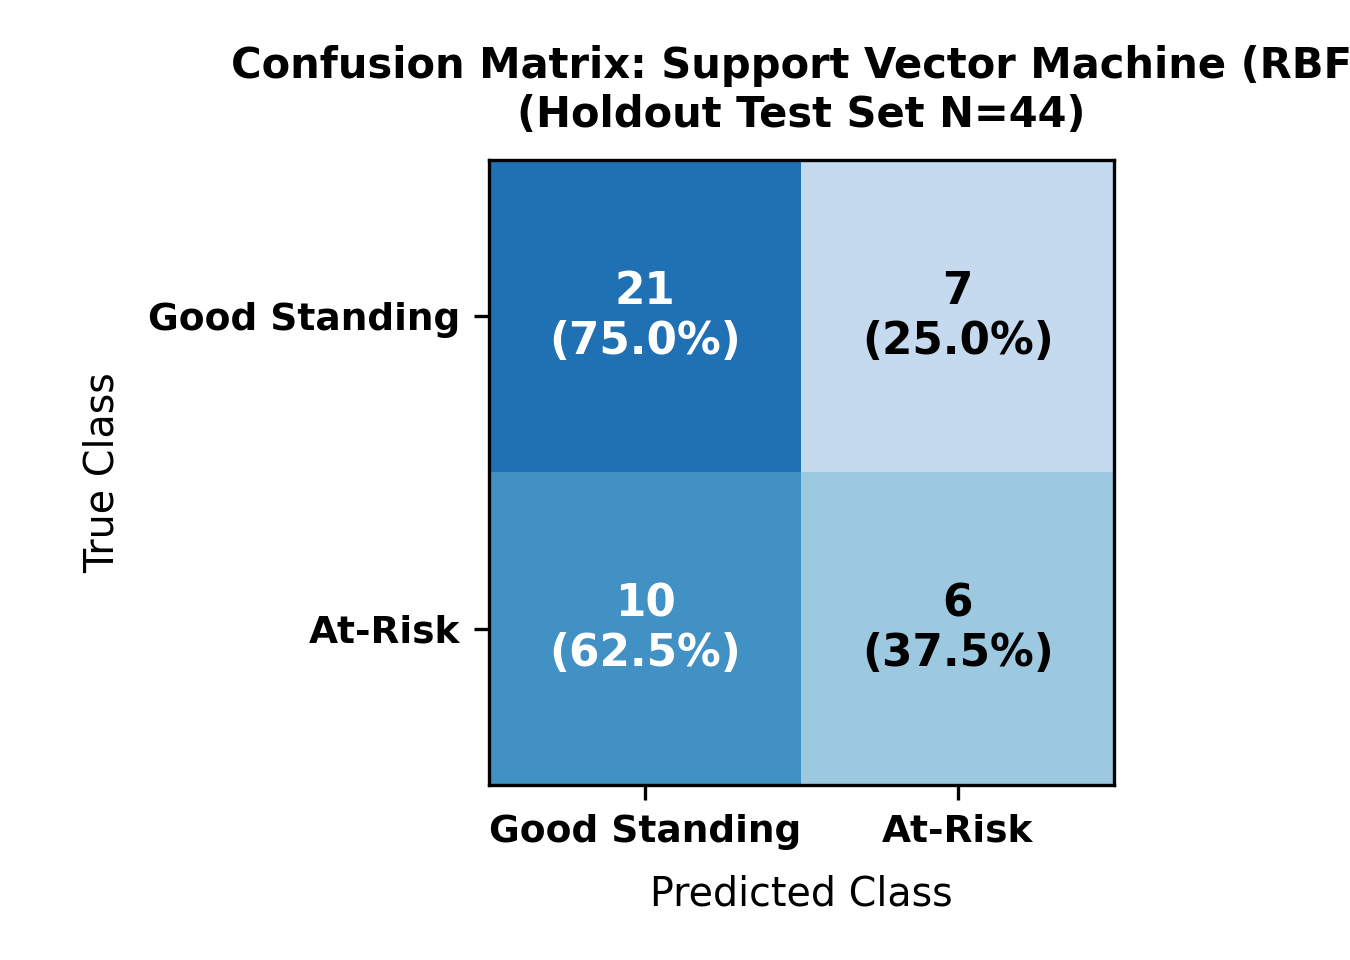 Confusion Matrix: Support Vector Machine (RBF
(Holdout Test Set N=44)
True Class
Good Standing
21
(75.0%)
7
(25.0%)
At-Risk
10
(62.5%)
6
(37.5%)
Good Standing
At-Risk
Predicted Class